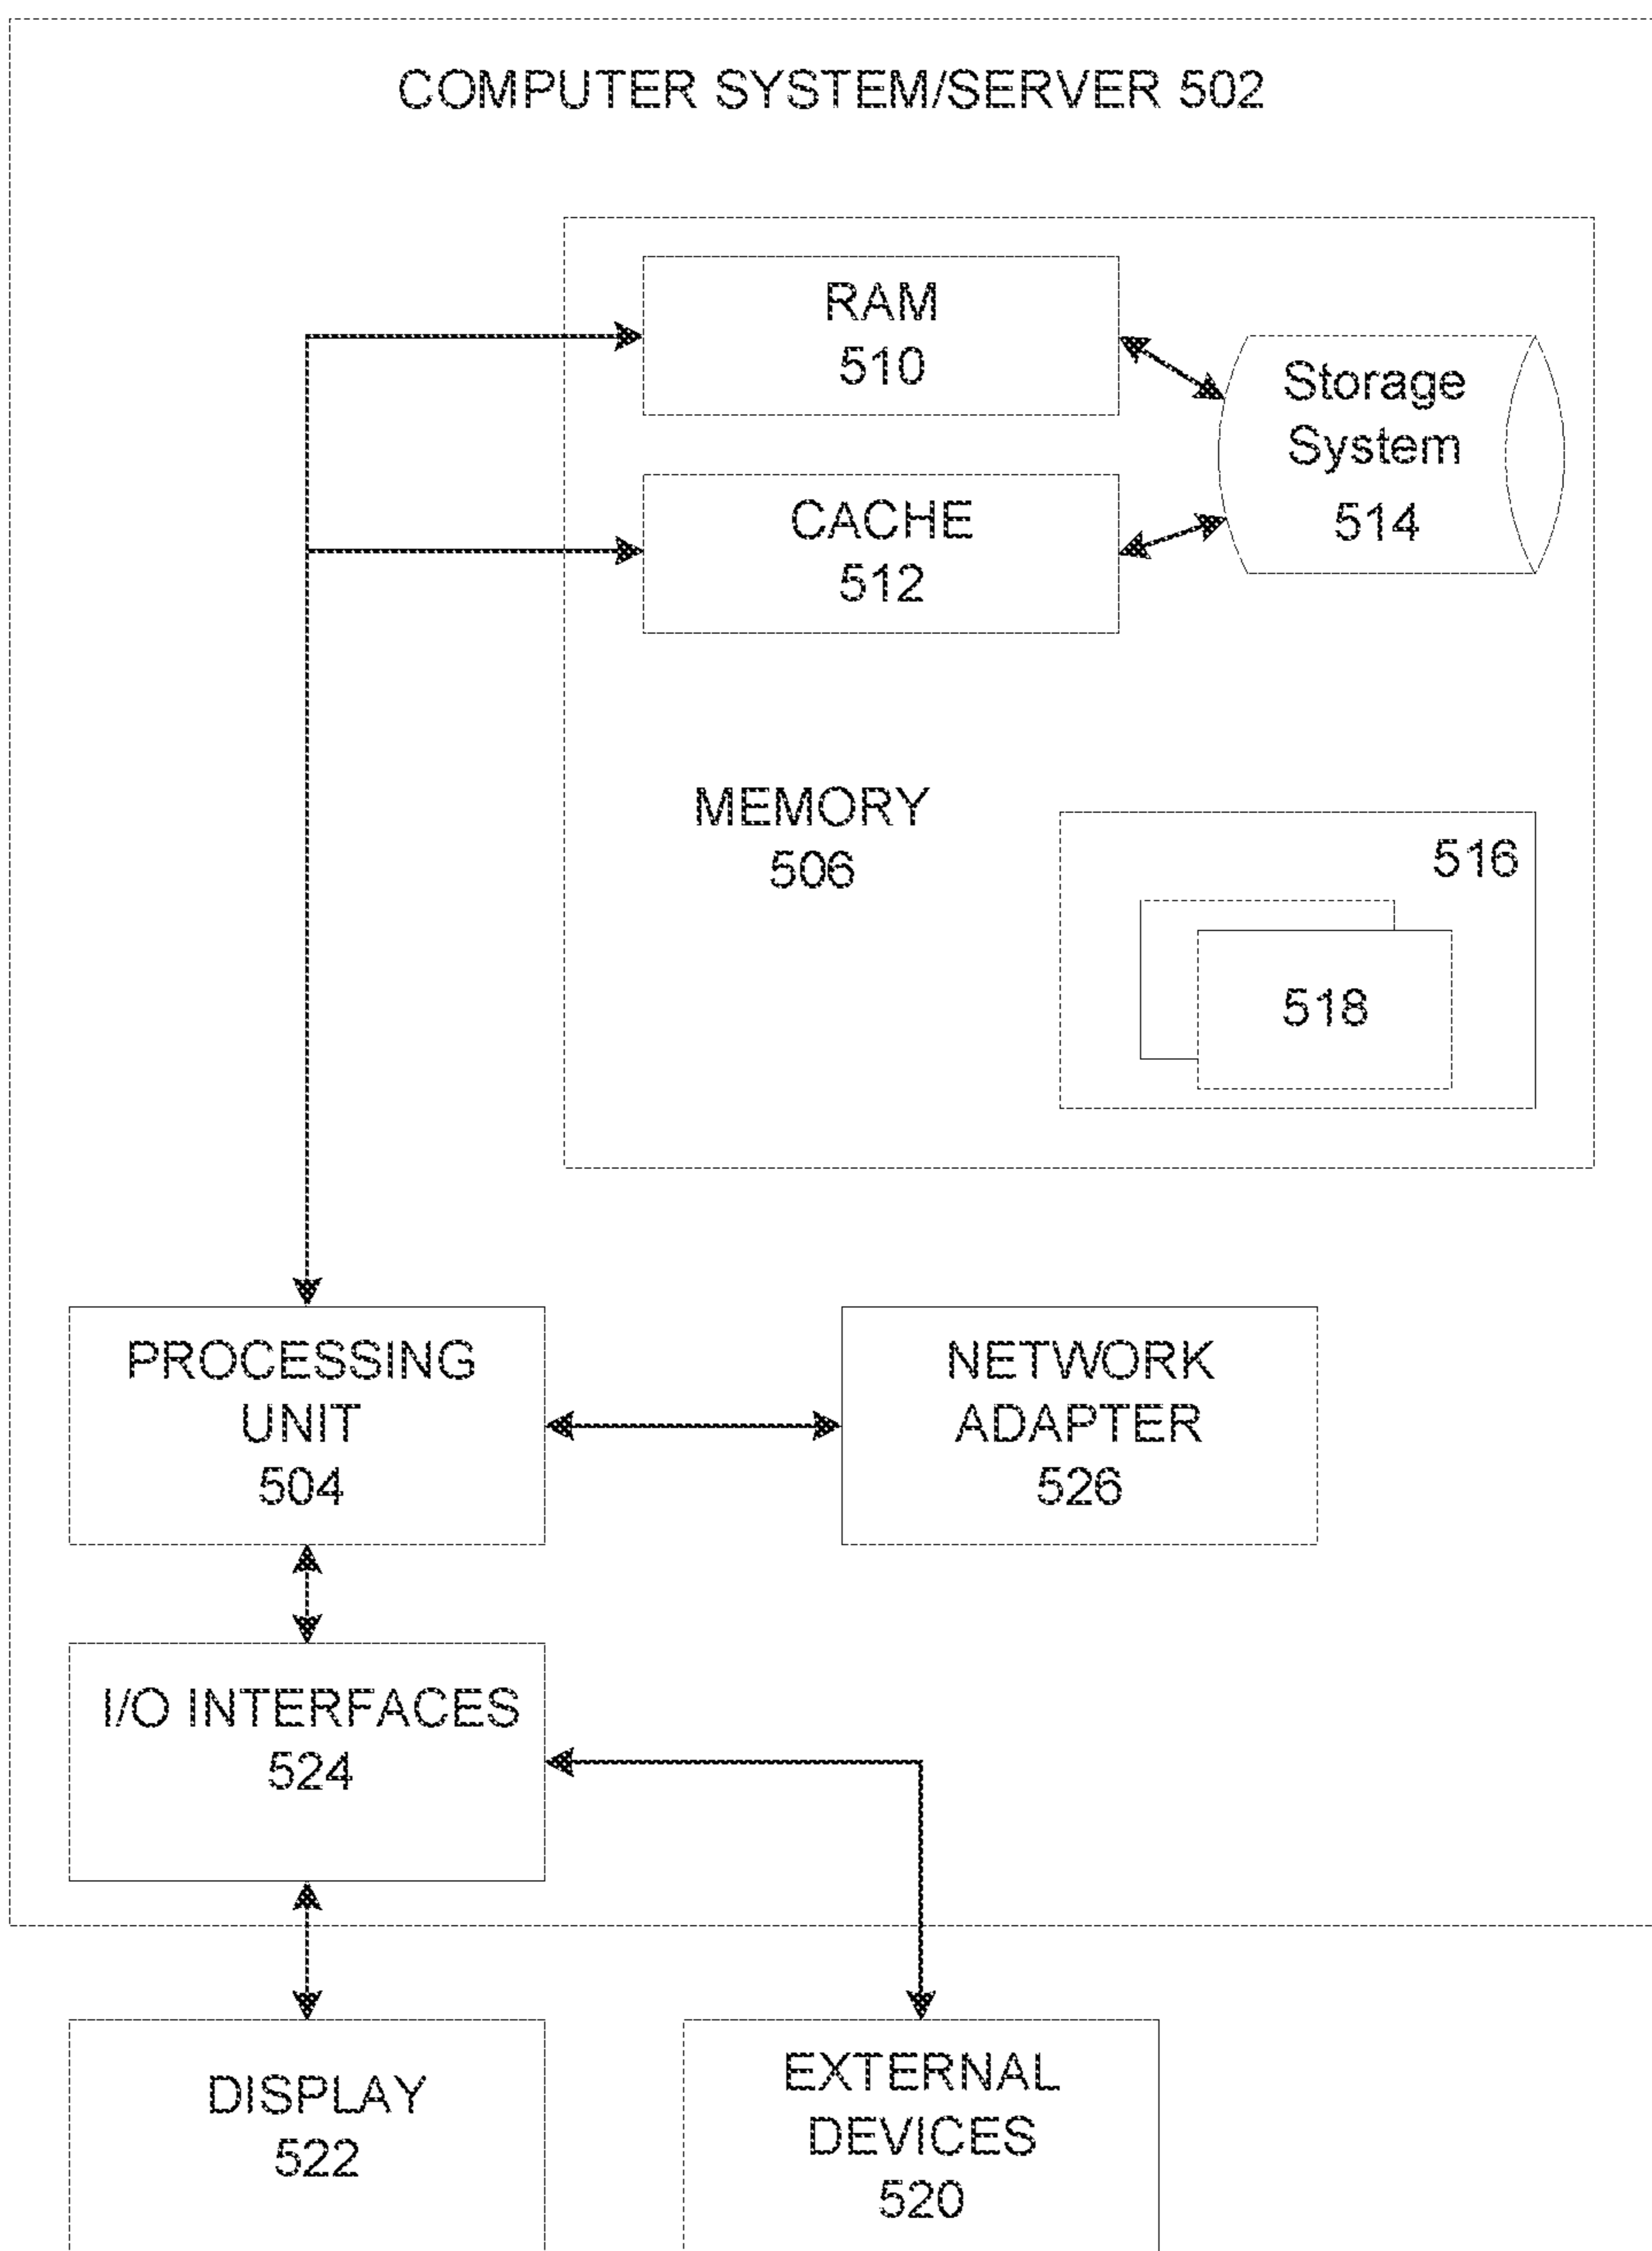 COMPUTER SYSTEM/SERVER 502
RAM
510
Storage
System
514
CACHE
512
MEMORY
506
516
518
PROCESSING
UNIT
504
NETWORK
ADAPTER
526
I/O INTERFACES
524
DISPLAY
522
EXTERNAL
DEVICES
520